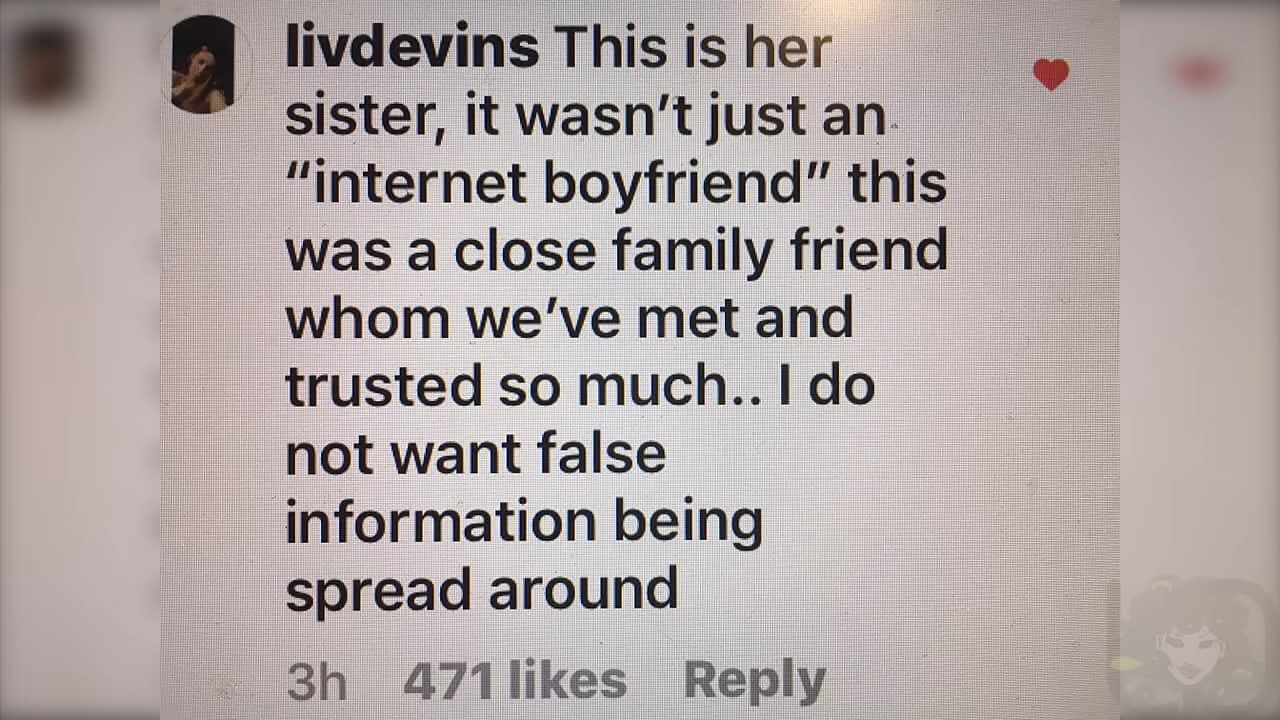 livdevins This is her
sister, it wasn't just an
“internet boyfriend” this
was a close family friend
whom we've met and
trusted so much.. I do
not want false
information being
spread around
3h 471 likes Reply